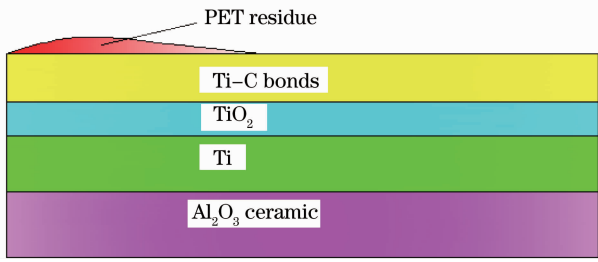 PET residue
Ti–C bonds
TiO₂
Ti
Al₂O₃ ceramic